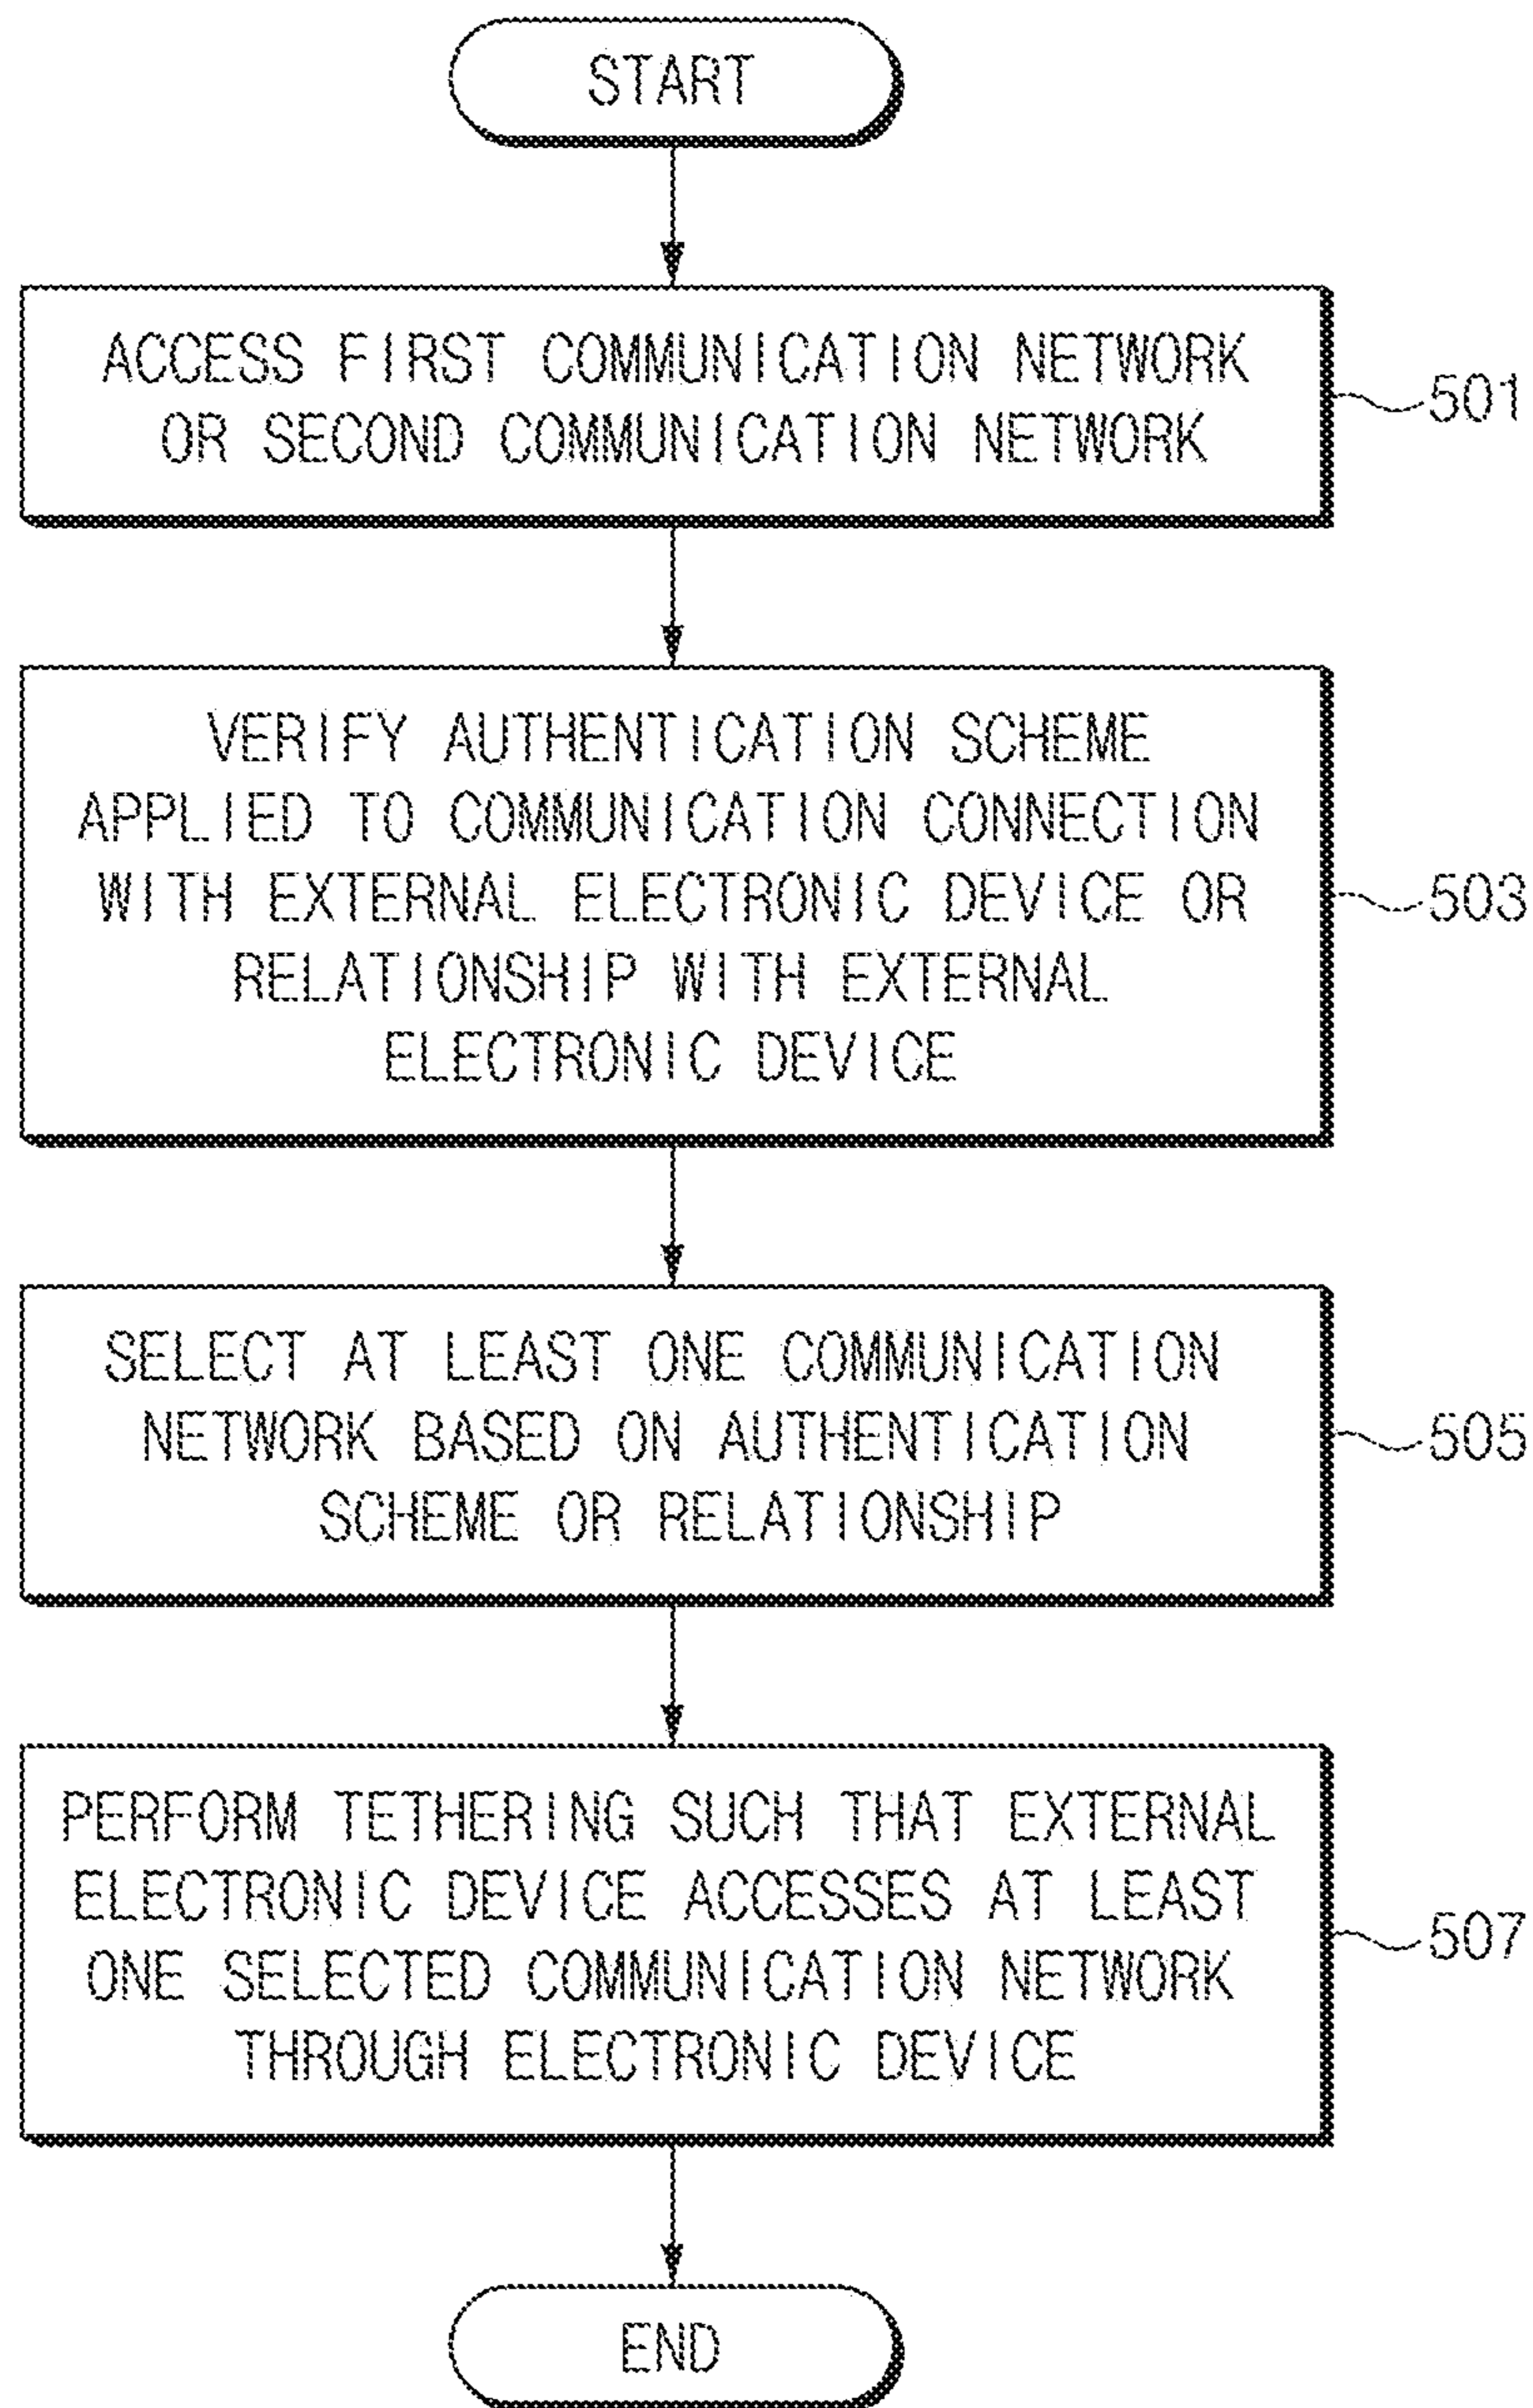 START
ACCESS FIRST COMMUNICATION NETWORK
OR SECOND COMMUNICATION NETWORK
501
VERIFY AUTHENTICATION SCHEME
APPLIED TO COMMUNICATION CONNECTION
WITH EXTERNAL ELECTRONIC DEVICE OR
RELATIONSHIP WITH EXTERNAL
ELECTRONIC DEVICE
503
SELECT AT LEAST ONE COMMUNICATION
NETWORK BASED ON AUTHENTICATION
SCHEME OR RELATIONSHIP
505
PERFORM TETHERING SUCH THAT EXTERNAL
ELECTRONIC DEVICE ACCESSES AT LEAST
ONE SELECTED COMMUNICATION NETWORK
THROUGH ELECTRONIC DEVICE
507
END